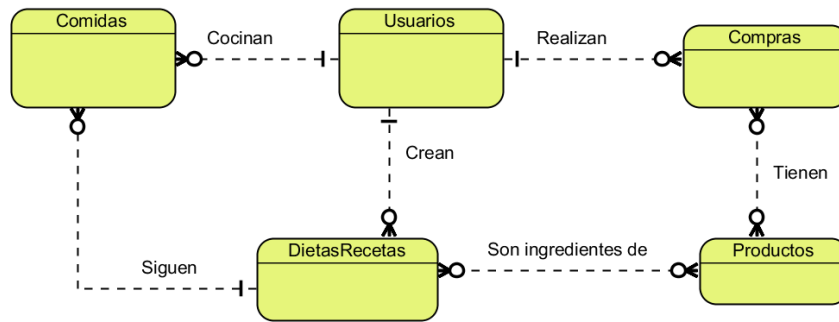 Comidas
Cocinan
Usuarios
Realizan
Compras
Crean
Tienen
Siguen
DietasRecetas
Son ingredientes de
Productos